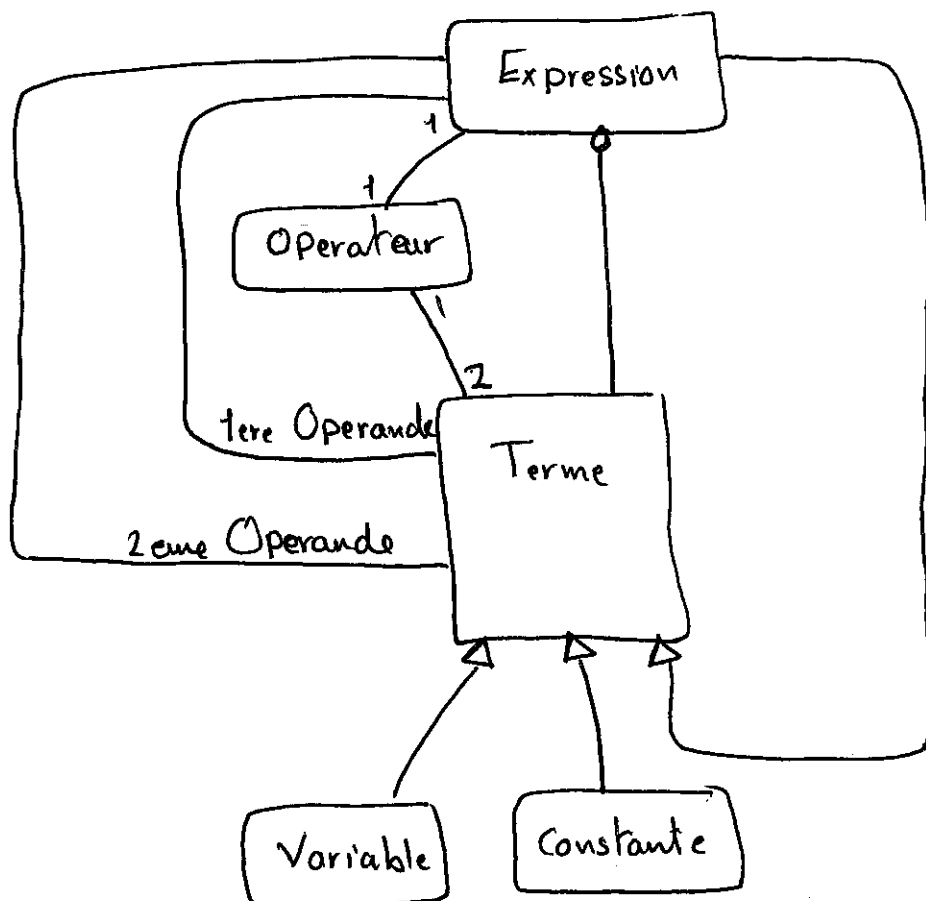 Expression
1
1
Operateur
1
2
1ere Operande
Terme
2eme Operande
Variable
Constante